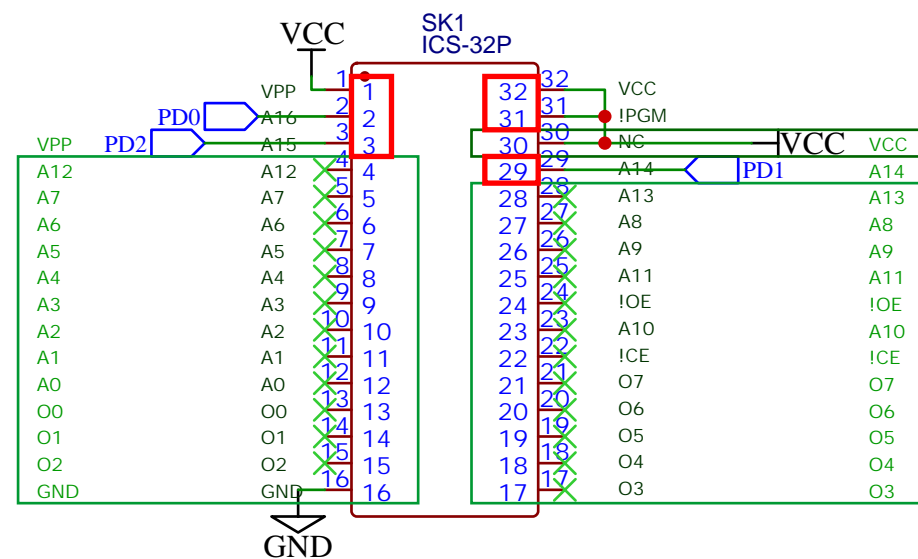 SK1
ICS-32P
VCC
1 1 32 32
VPP VCC
PD0 A16 2 2 31 31 !PGM
VPP PD2 A15 3 3 30 30 NC VCC VCC
A12 A12 4 4 29 29 A14 PD1 A14
A7 A7 5 5 28 28 A13 A13
A6 A6 6 6 27 27 A8 A8
A5 A5 7 7 26 26 A9 A9
A4 A4 8 8 25 25 A11 A11
A3 A3 9 9 24 24 !OE !OE
A2 A2 10 10 23 23 A10 A10
A1 A1 11 11 22 22 !CE !CE
A0 A0 12 12 21 21 O7 O7
O0 O0 13 13 20 20 O6 O6
O1 O1 14 14 19 19 O5 O5
O2 O2 15 15 18 18 O4 O4
GND GND 16 16 17 17 O3 O3
GND